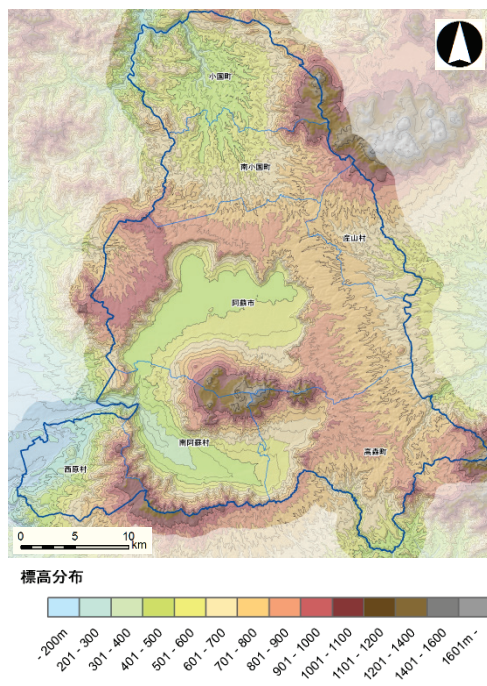 小国町
南小国町
産山村
阿蘇市
南阿蘇村
高森町
西原村
0 5 10
km
標高分布
- 200m
201 - 300
301 - 400
401 - 500
501 - 600
601 - 700
701 - 800
801 - 900
901 - 1000
1001 - 1100
1101 - 1200
1201 - 1400
1401 - 1600
1601m -